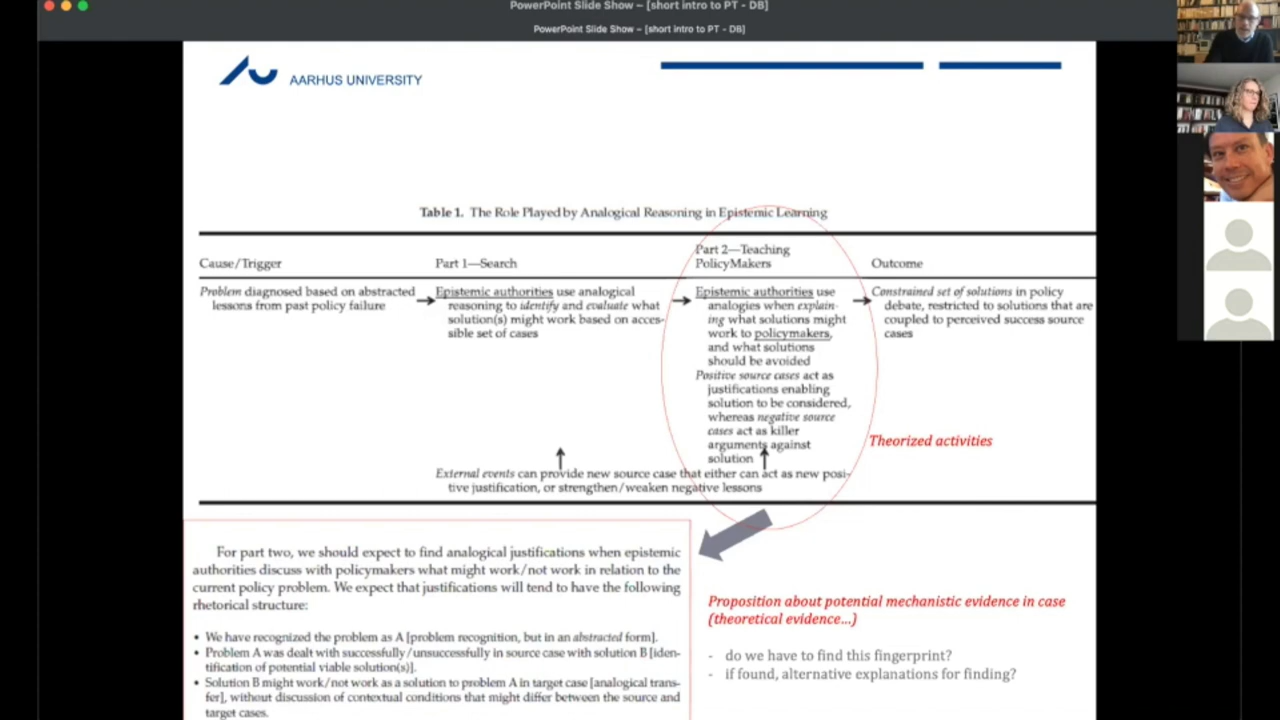 PowerPoint Slide Show ~ [short intro to PT - DB]
PowerPoint Slide Show ~ [short intro to PT - DB]
AARHUS UNIVERSITY
Table 1. The Role Played by Analogical Reasoning in Epistemic Learning
Cause/Trigger
Part 1—Search
Part 2—Teaching
PolicyMakers
Outcome
Problem diagnosed based on abstracted
lessons from past policy failure
Epistemic authorities use analogical
reasoning to identify and evaluate what
solution(s) might work based on acces-
sible set of cases
Epistemic authorities use
analogies when explain-
ing what solutions might
work to policymakers,
and what solutions
should be avoided
Positive source cases act as
justifications enabling
solution to be considered,
whereas negative source
cases act as killer
arguments against
solution
Constrained set of solutions in policy
debate, restricted to solutions that are
coupled to perceived success source
cases
Theorized activities
External events can provide new source case that either can act as new posi-
tive justification, or strengthen/weaken negative lessons
For part two, we should expect to find analogical justifications when epistemic
authorities discuss with policymakers what might work/not work in relation to the
current policy problem. We expect that justifications will tend to have the following
rhetorical structure:
• We have recognized the problem as A [problem recognition, but in an abstracted form].
• Problem A was dealt with successfully/unsuccessfully in source case with solution B [iden-
tification of potential viable solution(s)].
• Solution B might work/not work as a solution to problem A in target case [analogical trans-
fer], without discussion of contextual conditions that might differ between the source and
target cases.
Proposition about potential mechanistic evidence in case
(theoretical evidence...)
- do we have to find this fingerprint?
- if found, alternative explanations for finding?